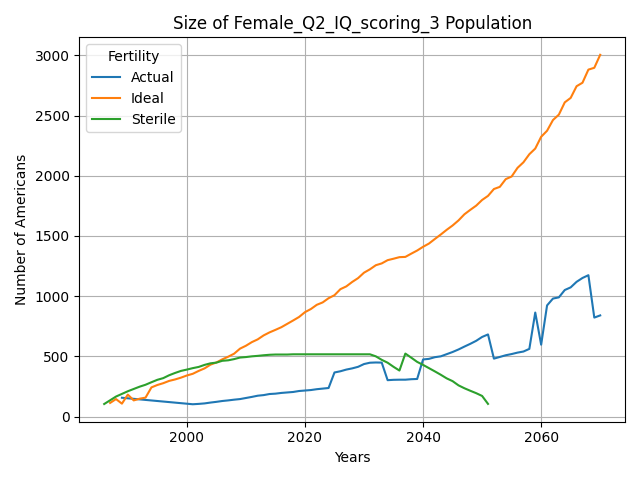 Size of Female_Q2_IQ_scoring_3 Population
Fertility
Actual
Ideal
Sterile
Number of Americans
3000
2500
2000
1500
1000
500
0
2000
2020
2040
2060
Years